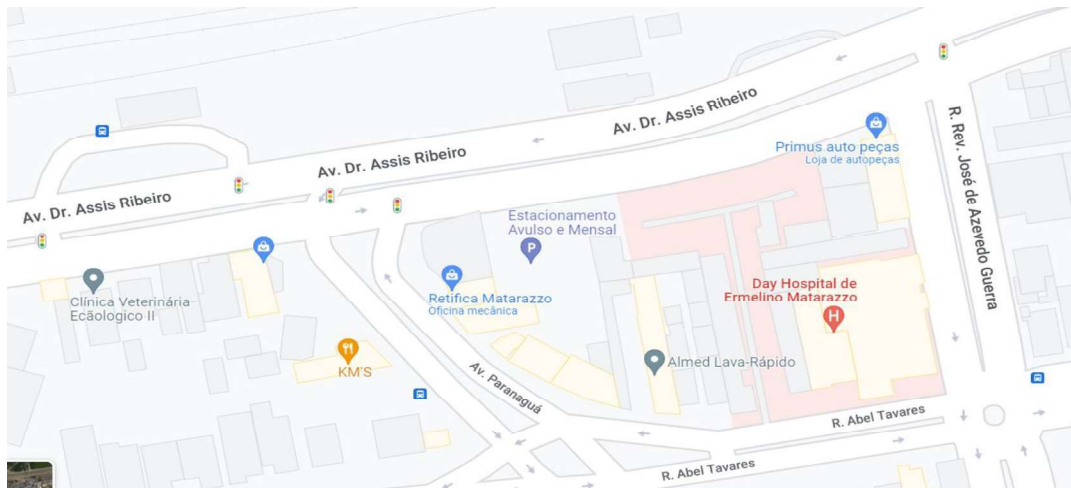 Av. Dr. Assis Ribeiro
Av. Dr. Assis Ribeiro
Av. Dr. Assis Ribeiro
Primus auto peças
Loja de autopeças
R. Rev. José de Azevedo Guerra
Estacionamento
Avulso e Mensal
P
Clínica Veterinária
Ecãologico II
Retifica Matarazzo
Oficina mecânica
Day Hospital de
Ermelino Matarazzo
H
KM'S
Almed Lava-Rápido
Av. Paranaguá
R. Abel Tavares
R. Abel Tavares